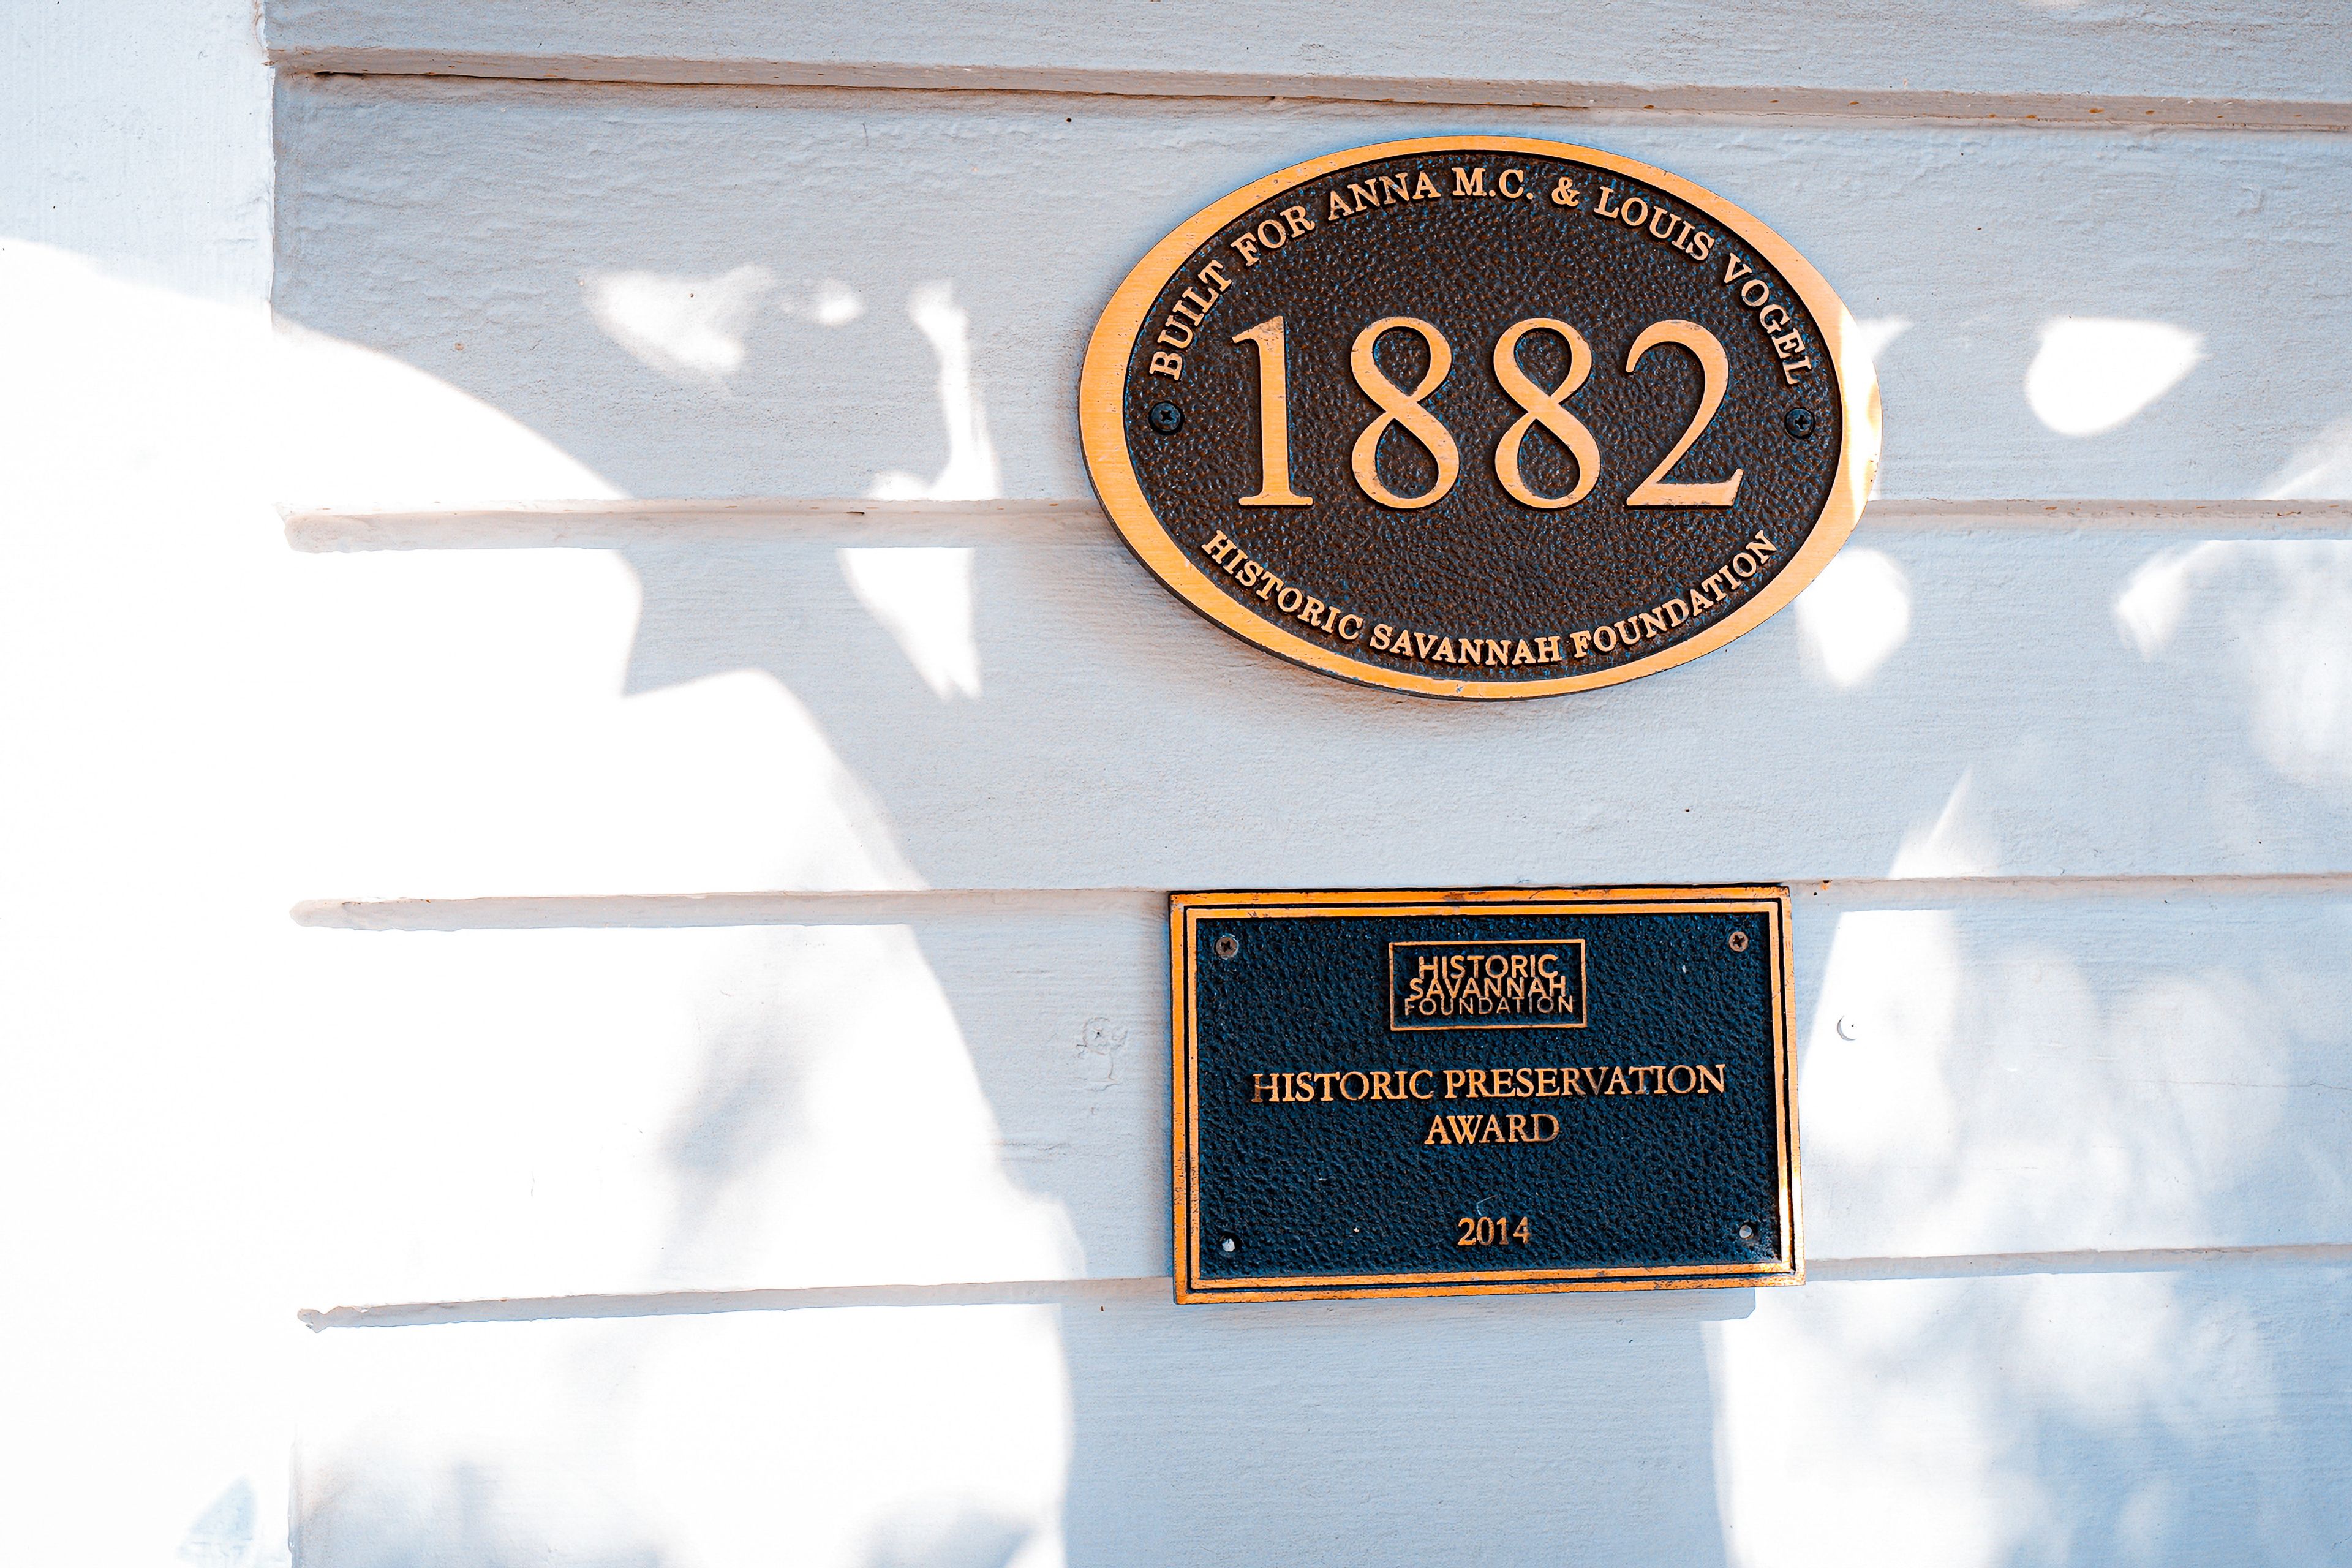 BUILT FOR ANNA M.C. & LOUIS VOGEL
1882
HISTORIC SAVANNAH FOUNDATION
HISTORIC
SAVANNAH
FOUNDATION
HISTORIC PRESERVATION
AWARD
2014